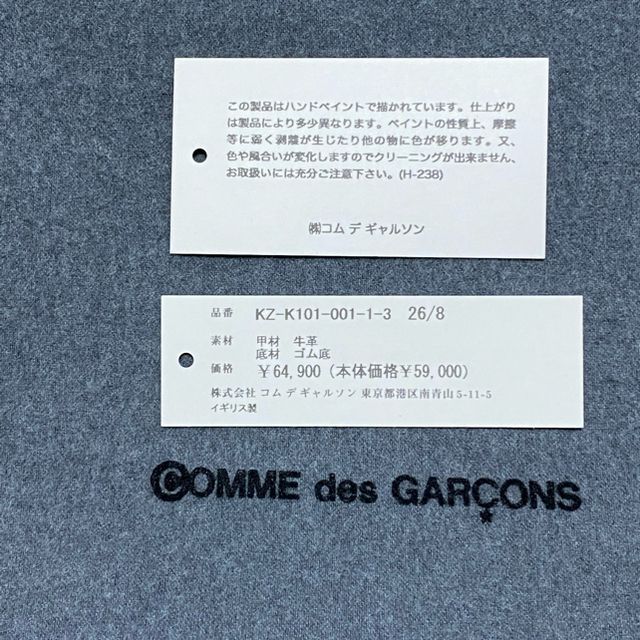 この製品はハンドペイントで描かれています。仕上がり
は製品により多少異なります。ペイントの性質上、摩擦
等に弱く剥離が生じたり他の物に色が移ります。又、
色や風合いが変化しますのでクリーニングが出来ません、
お取扱いには充分ご注意下さい。(H-238)
㈱コム デ ギャルソン
品番 KZ-K101-001-1-3 26/8
素材 甲材 牛革
底材 ゴム底
価格 ￥64,900(本体価格￥59,000)
株式会社 コム デ ギャルソン 東京都港区南青山5-11-5
イギリス製
COMME des GARÇONS